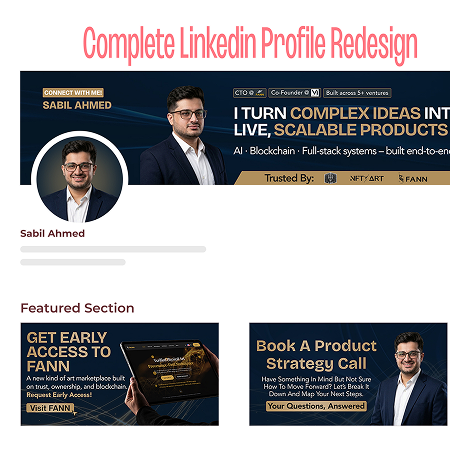 Complete Linkedin Profile Redesign
CONNECT WITH ME!
SABIL AHMED
CTO @
Co-Founder @
Built across 5+ ventures
I TURN COMPLEX IDEAS INT
LIVE, SCALABLE PRODUCTS
AI · Blockchain · Full-stack systems – built end-to-en
Trusted By:
NFTYART
FANN
Sabil Ahmed
Featured Section
GET EARLY
ACCESS TO
FANN
A new kind of art marketplace built
on trust, ownership, and blockchain.
Request Early Access!
Visit FANN
Book A Product
Strategy Call
Have Something In Mind But Not Sure
How To Move Forward? Let's Break It
Down And Map Your Next Steps.
Your Questions, Answered